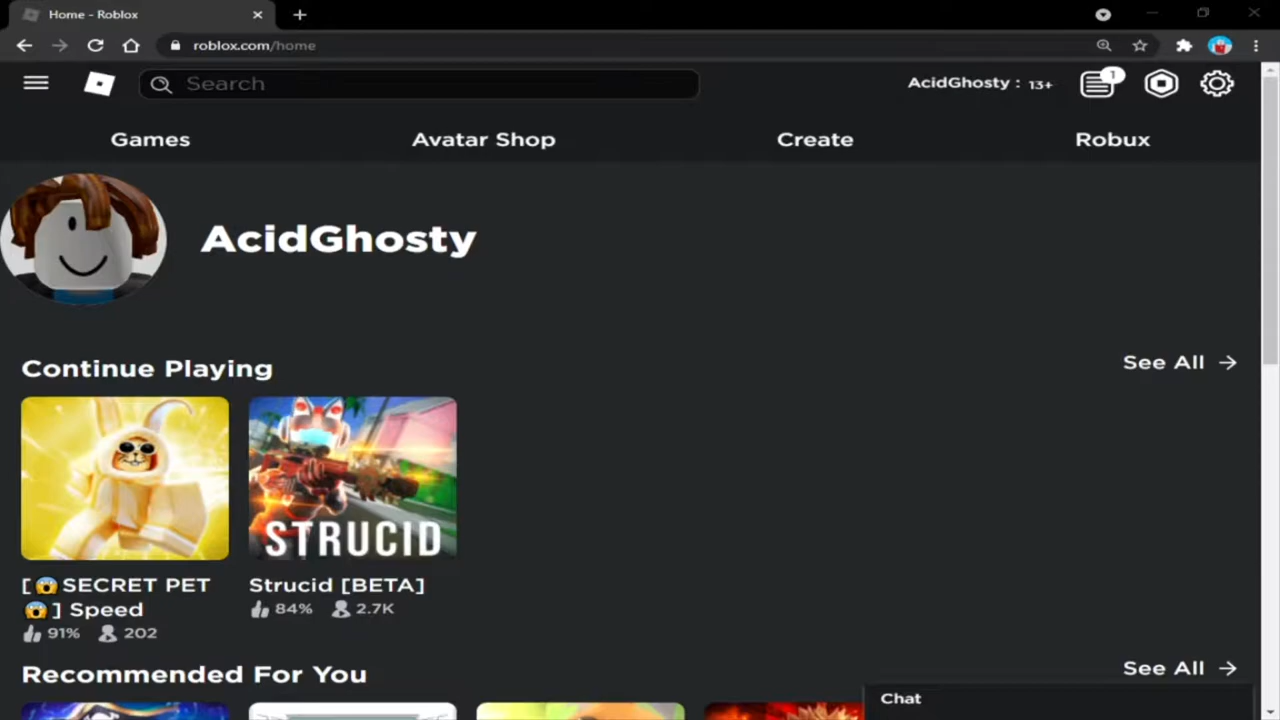 Home - Roblox
roblox.com/home
Search
AcidGhosty : 13+
1
Games Avatar Shop Create Robux
AcidGhosty
Continue Playing
See All
STRUCID
[😱SECRET PET
😱] Speed
91% 202
Strucid [BETA]
84% 2.7K
Recommended For You
See All
Chat